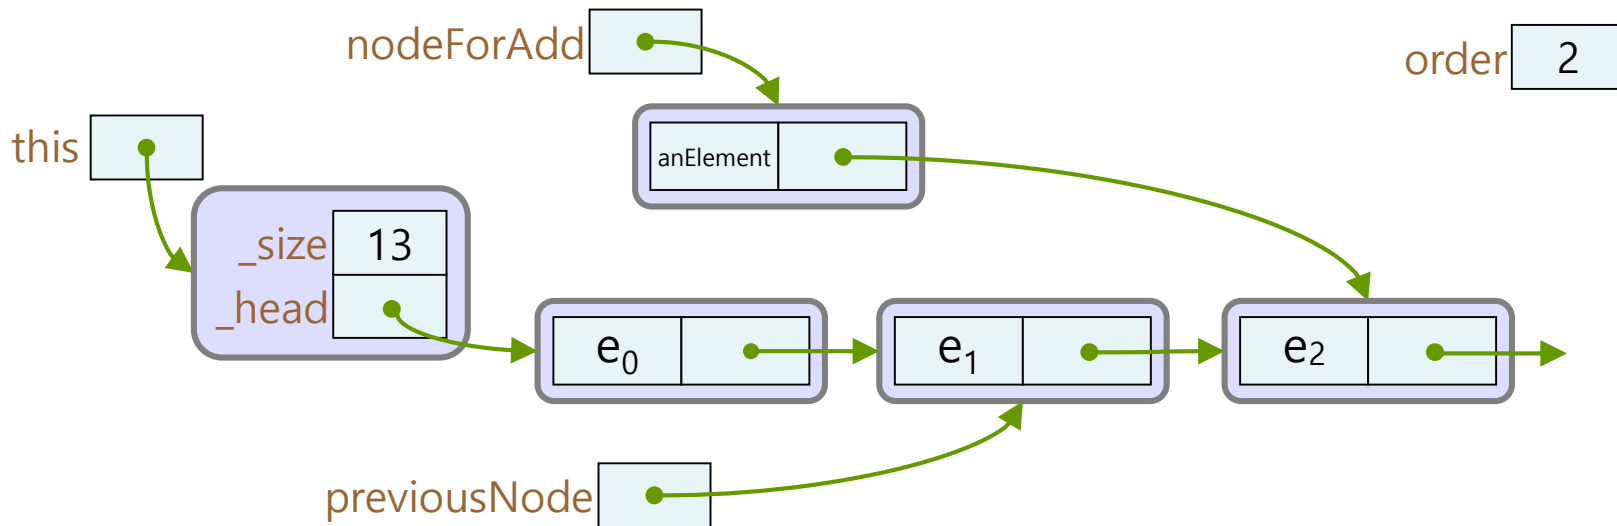 nodeForAdd
order 2
this
anElement
_size 13
_head
e₀ e₁ e₂
previousNode